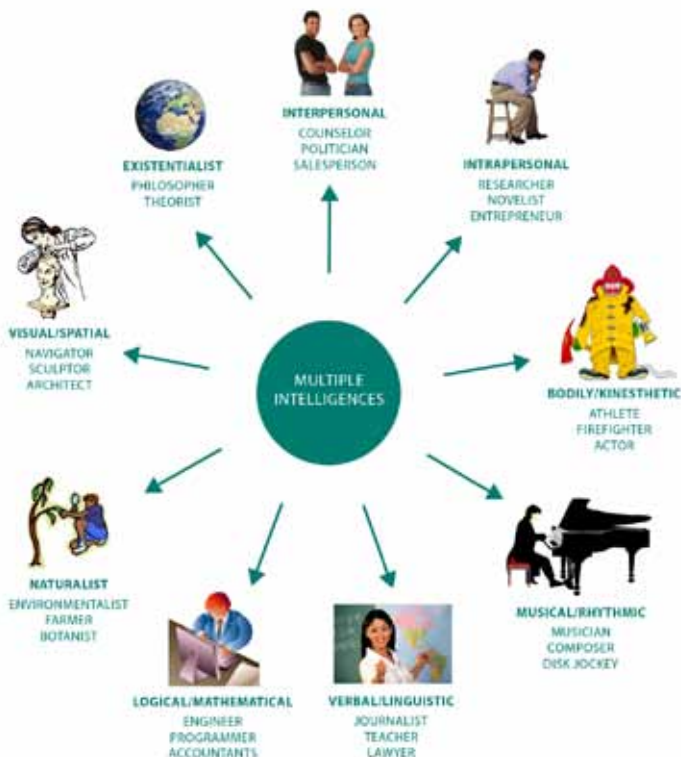 INTERPERSONAL
COUNSELOR
POLITICIAN
SALESPERSON
INTRAPERSONAL
RESEARCHER
NOVELIST
ENTREPRENEUR
BODILY/KINESTHETIC
ATHLETE
FIREFIGHTER
ACTOR
MUSICAL/RHYTHMIC
MUSICIAN
COMPOSER
DISK JOCKEY
VERBAL/LINGUISTIC
JOURNALIST
TEACHER
LAWYER
LOGICAL/MATHEMATICAL
ENGINEER
PROGRAMMER
ACCOUNTANTS
NATURALIST
ENVIRONMENTALIST
FARMER
BOTANIST
VISUAL/SPATIAL
NAVIGATOR
SCULPTOR
ARCHITECT
EXISTENTIALIST
PHILOSOPHER
THEORIST
MULTIPLE
INTELLIGENCES